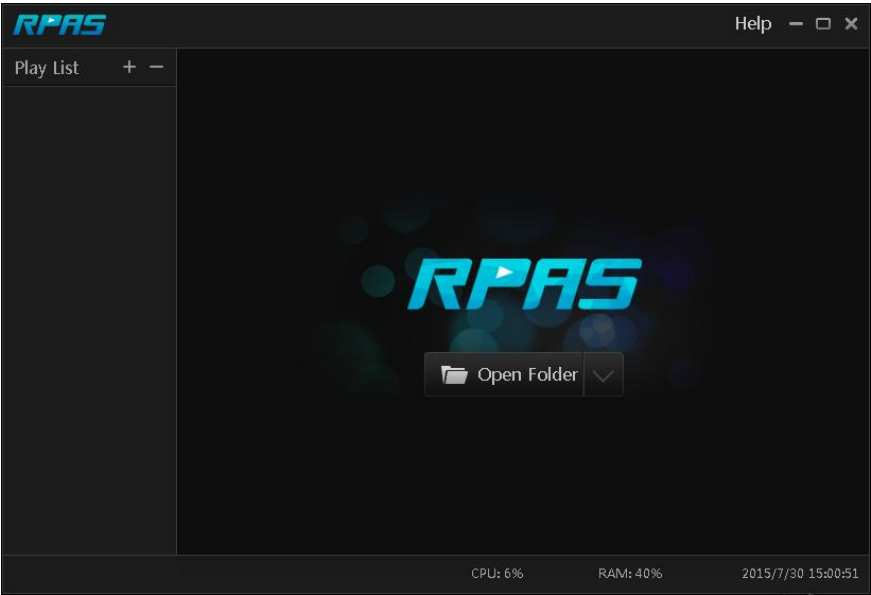 RPAS
Help
Play List
RPAS
Open Folder
CPU: 6% RAM: 40% 2015/7/30 15:00:51